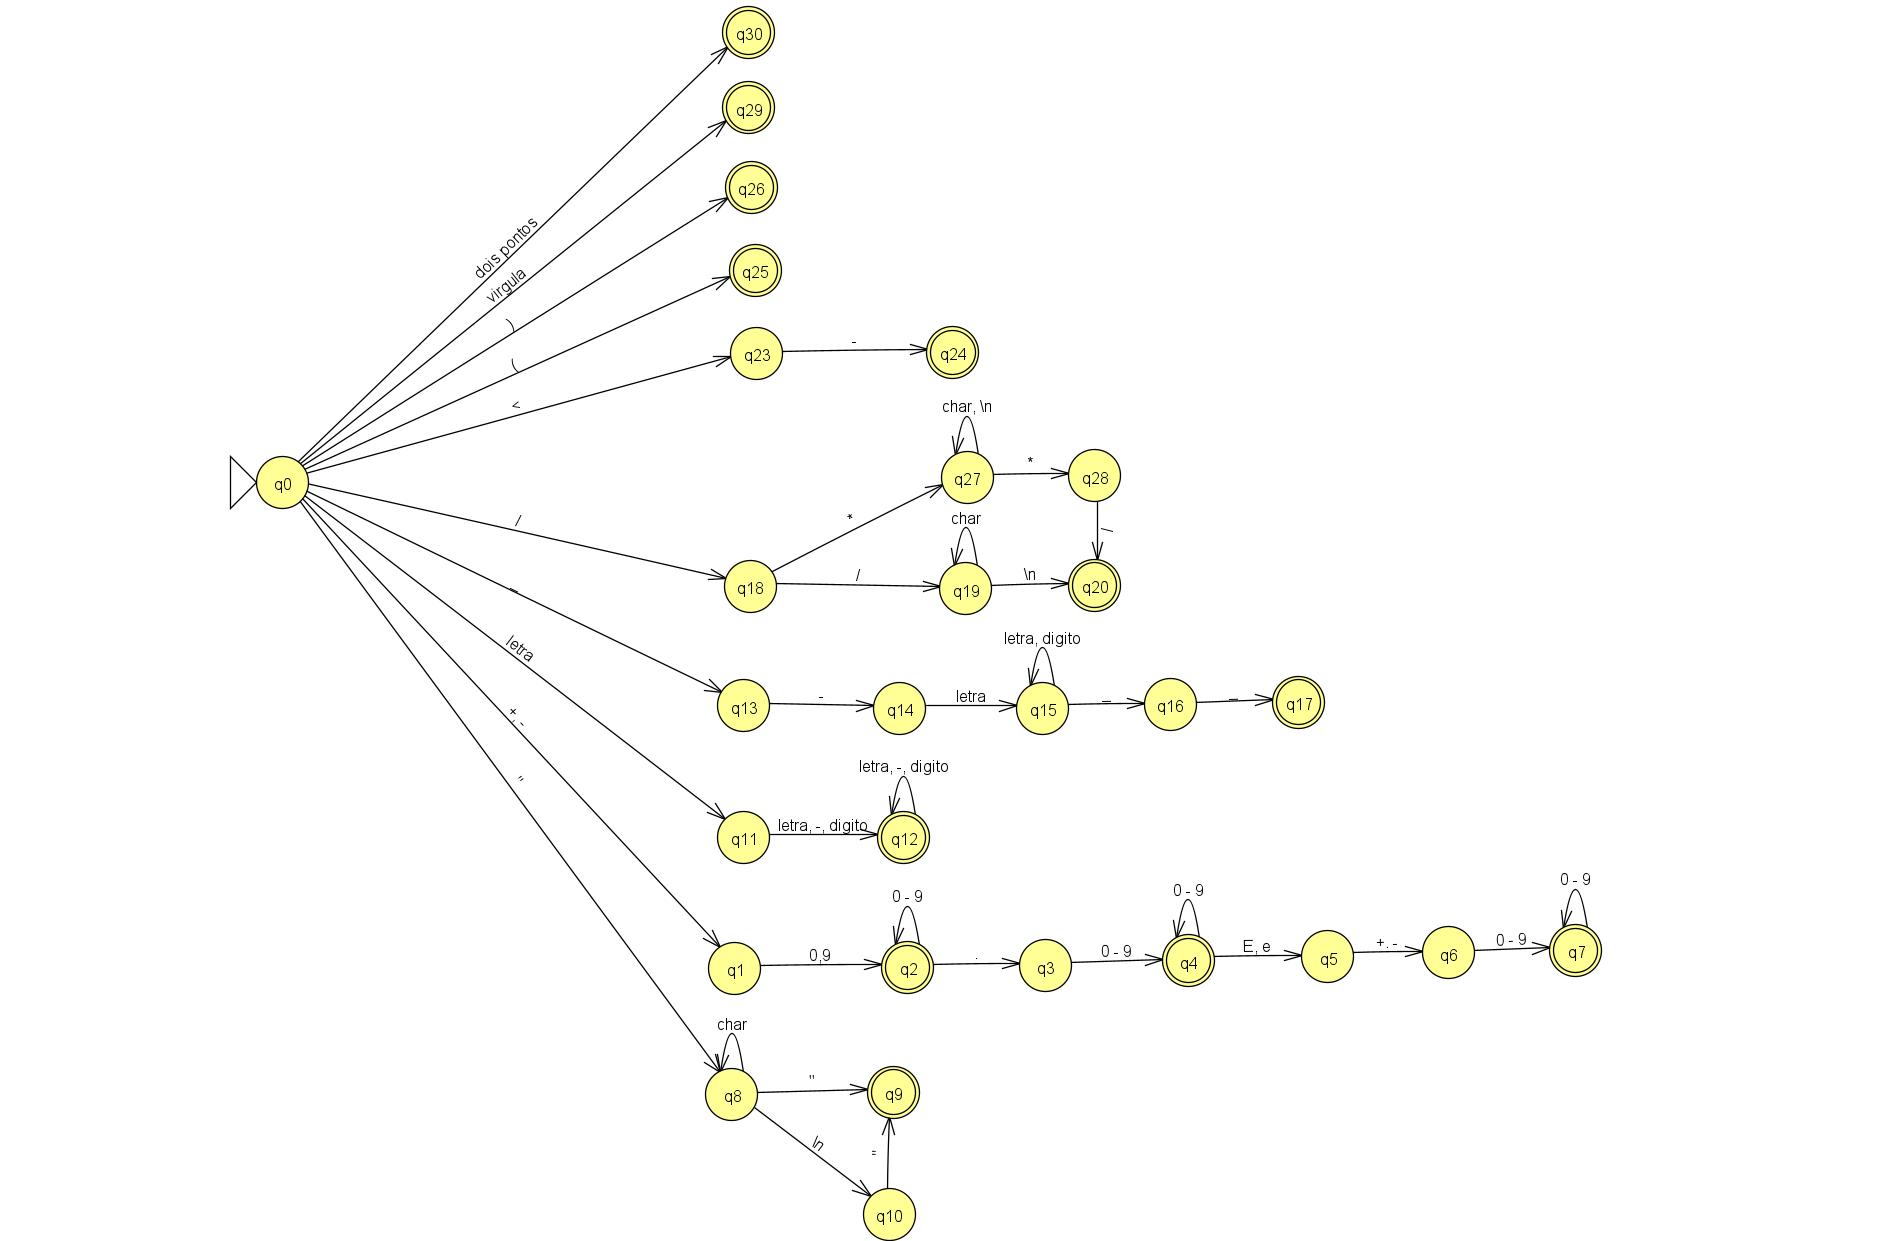 q30
q29
q26
q25
dois pontos
virgula
)
(
<
q23
-
q24
char, \n
q0
/
*
q27
*
q28
/
char
q18
/
q19
\n
q20
letra, digito
_
q13
-
q14
letra
q15
_
q16
_
q17
letra
letra, -, digito
q11
letra, -, digito
q12
+, -
0 - 9
0 - 9
0 - 9
q1
0,9
q2
.
q3
0 - 9
q4
E, e
q5
+. -
q6
0 - 9
q7
"
char
q8
"
q9
\n
"
q10